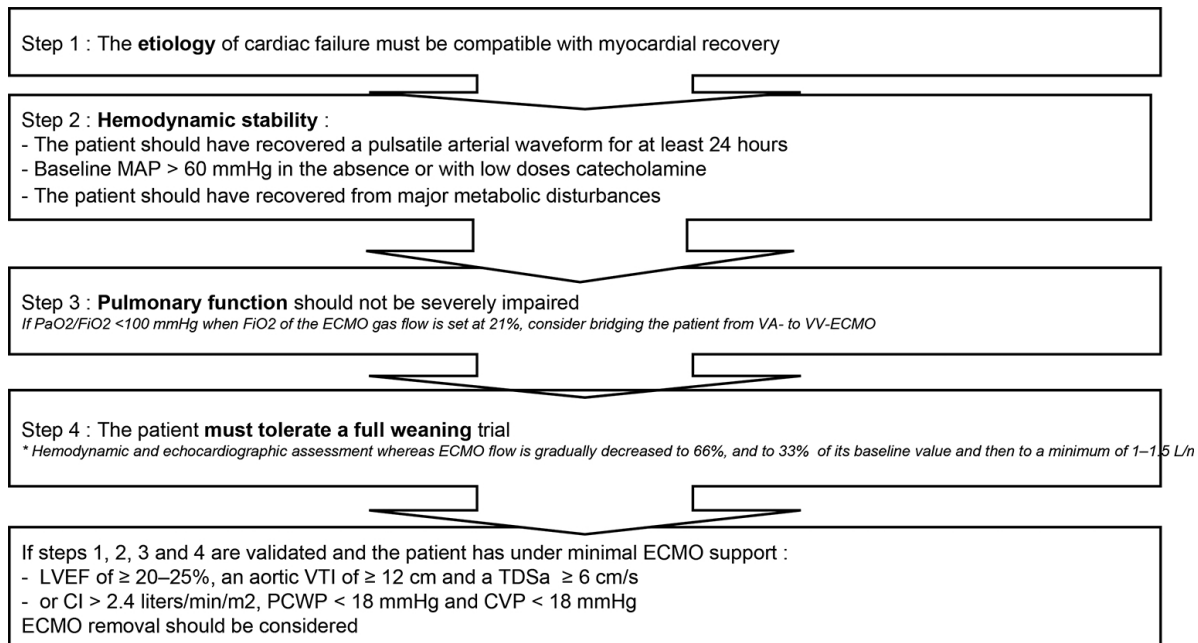 Step 1 : The etiology of cardiac failure must be compatible with myocardial recovery
Step 2 : Hemodynamic stability :
- The patient should have recovered a pulsatile arterial waveform for at least 24 hours
- Baseline MAP > 60 mmHg in the absence or with low doses catecholamine
- The patient should have recovered from major metabolic disturbances
Step 3 : Pulmonary function should not be severely impaired
If PaO2/FiO2 <100 mmHg when FiO2 of the ECMO gas flow is set at 21%, consider bridging the patient from VA- to VV-ECMO
Step 4 : The patient must tolerate a full weaning trial
* Hemodynamic and echocardiographic assessment whereas ECMO flow is gradually decreased to 66%, and to 33% of its baseline value and then to a minimum of 1–1.5
If steps 1, 2, 3 and 4 are validated and the patient has under minimal ECMO support :
- LVEF of ≥ 20–25%, an aortic VTI of ≥ 12 cm and a TDSa ≥ 6 cm/s
- or CI > 2.4 liters/min/m2, PCWP < 18 mmHg and CVP < 18 mmHg
ECMO removal should be considered